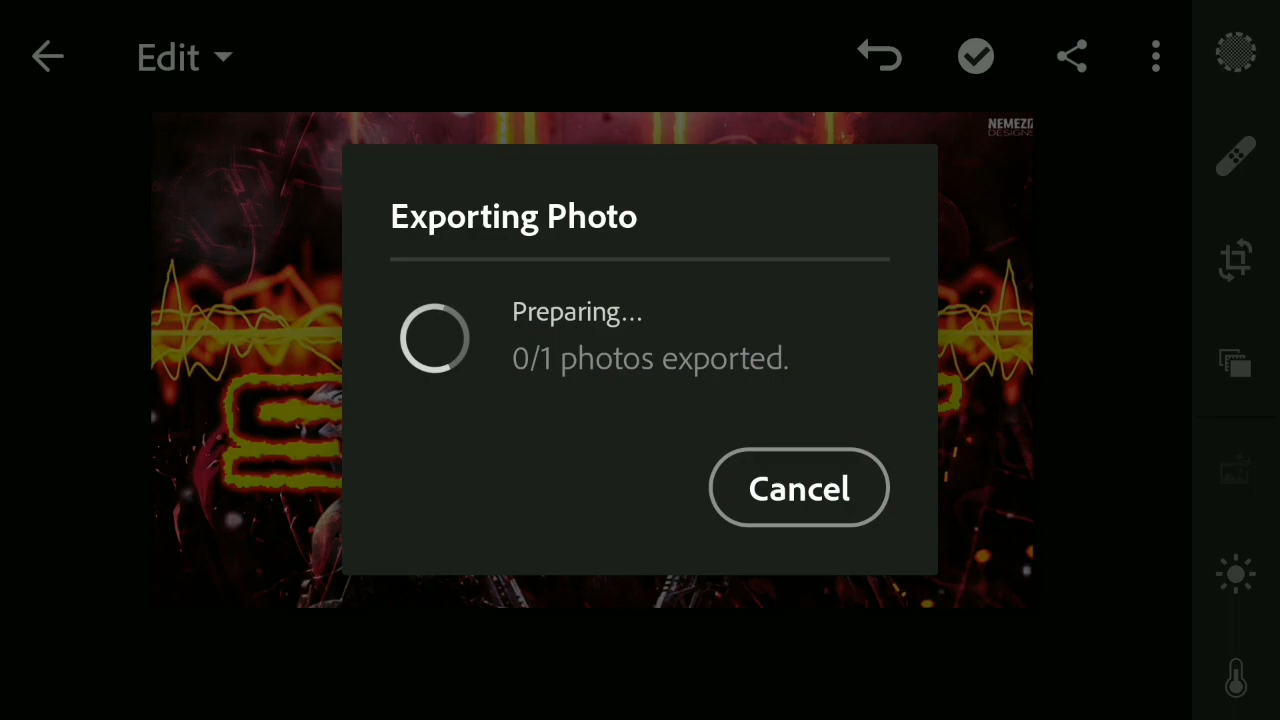 Edit
NEMEZI
DESIGNS
Exporting Photo
Preparing...
0/1 photos exported.
Cancel